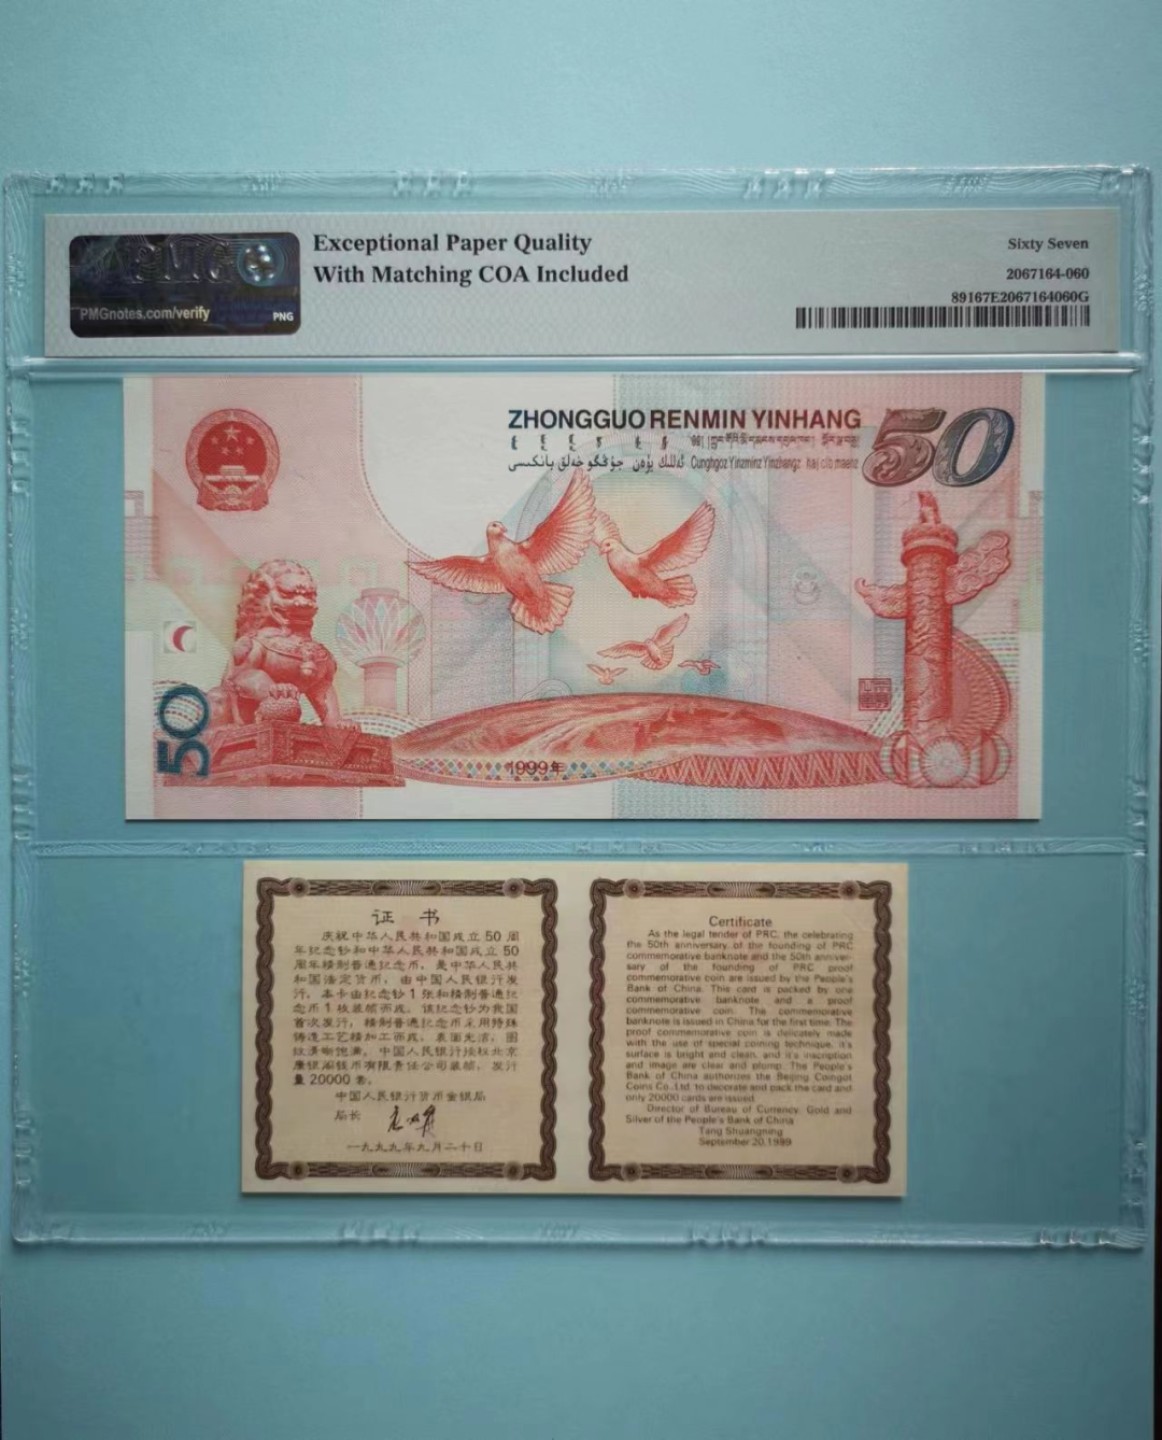 PMG
PMGnotes.com/verify
PNG
Exceptional Paper Quality
With Matching COA Included
Sixty Seven
2067164-060
89167E2067164060G
ZHONGGUO RENMIN YINHANG
50
جۇڭگو خەلق بانكىسى
Cunghgoz Yinzminz Yinzhangz
50
1999年
证 书
庆祝中华人民共和国成立 50 周
年纪念钞和中华人民共和国成立 50
周年精制普通纪念币，是中华人民共
和国法定货币，由中国人民银行发
行。本卡由纪念钞 1 张和精制普通纪
念币 1 枚装帧而成。该纪念钞为我国
首次发行，精制普通纪念币采用特殊
铸造工艺精加工而成，表面光洁，图
纹清晰饱满。中国人民银行授权北京
康银阁钱币有限责任公司装帧，发行
量 20000 套。
中国人民银行货币金银局
局长
一九九九年九月二十日
Certificate
As the legal tender of PRC, the celebrating
the 50th anniversary of the founding of PRC
commemorative banknote and the 50th anniver-
sary of the founding of PRC proof
commemorative coin are issued by the People's
Bank of China. This card is packed by one
commemorative banknote and a proof
commemorative coin. The commemorative
banknote is issued in China for the first time. The
proof commemorative coin is delicately made
with the use of special coining technique, it's
surface is bright and clean, and it's inscription
and image are clear and plump. The People's
Bank of China authorizes the Beijing Coingot
Coins Co., Ltd. to decorate and pack the card and
only 20000 cards are issued.
Director of Bureau of Currency, Gold and
Silver of the People's Bank of China
Tang Shuangning
September 20, 1999